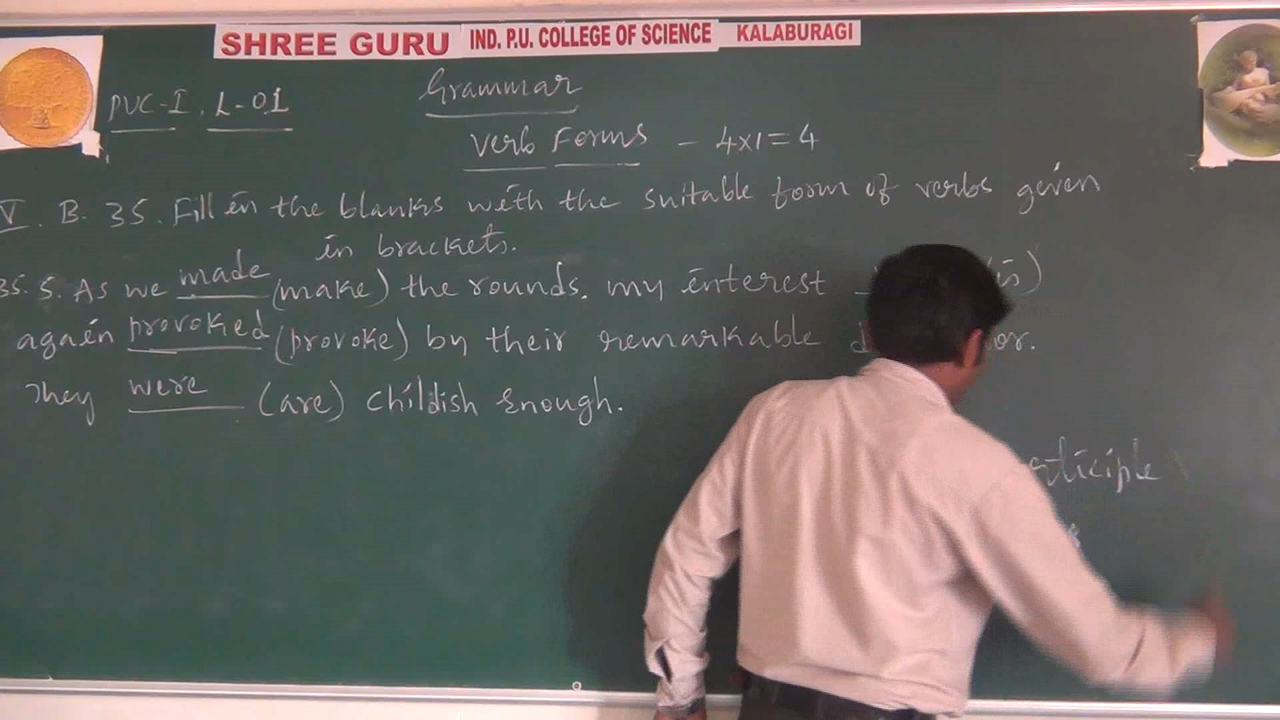 SHREE GURU IND. P.U. COLLEGE OF SCIENCE KALABURAGI
PUC-I, L-01
Grammar
Verb Forms - 4x1=4
V. B. 35. Fill in the blanks with the suitable form of verbs given
in brackets.
35. 5. As we made (make) the rounds, my interest (is)
again provoked (provoke) by their remarkable
They were (are) childish enough.